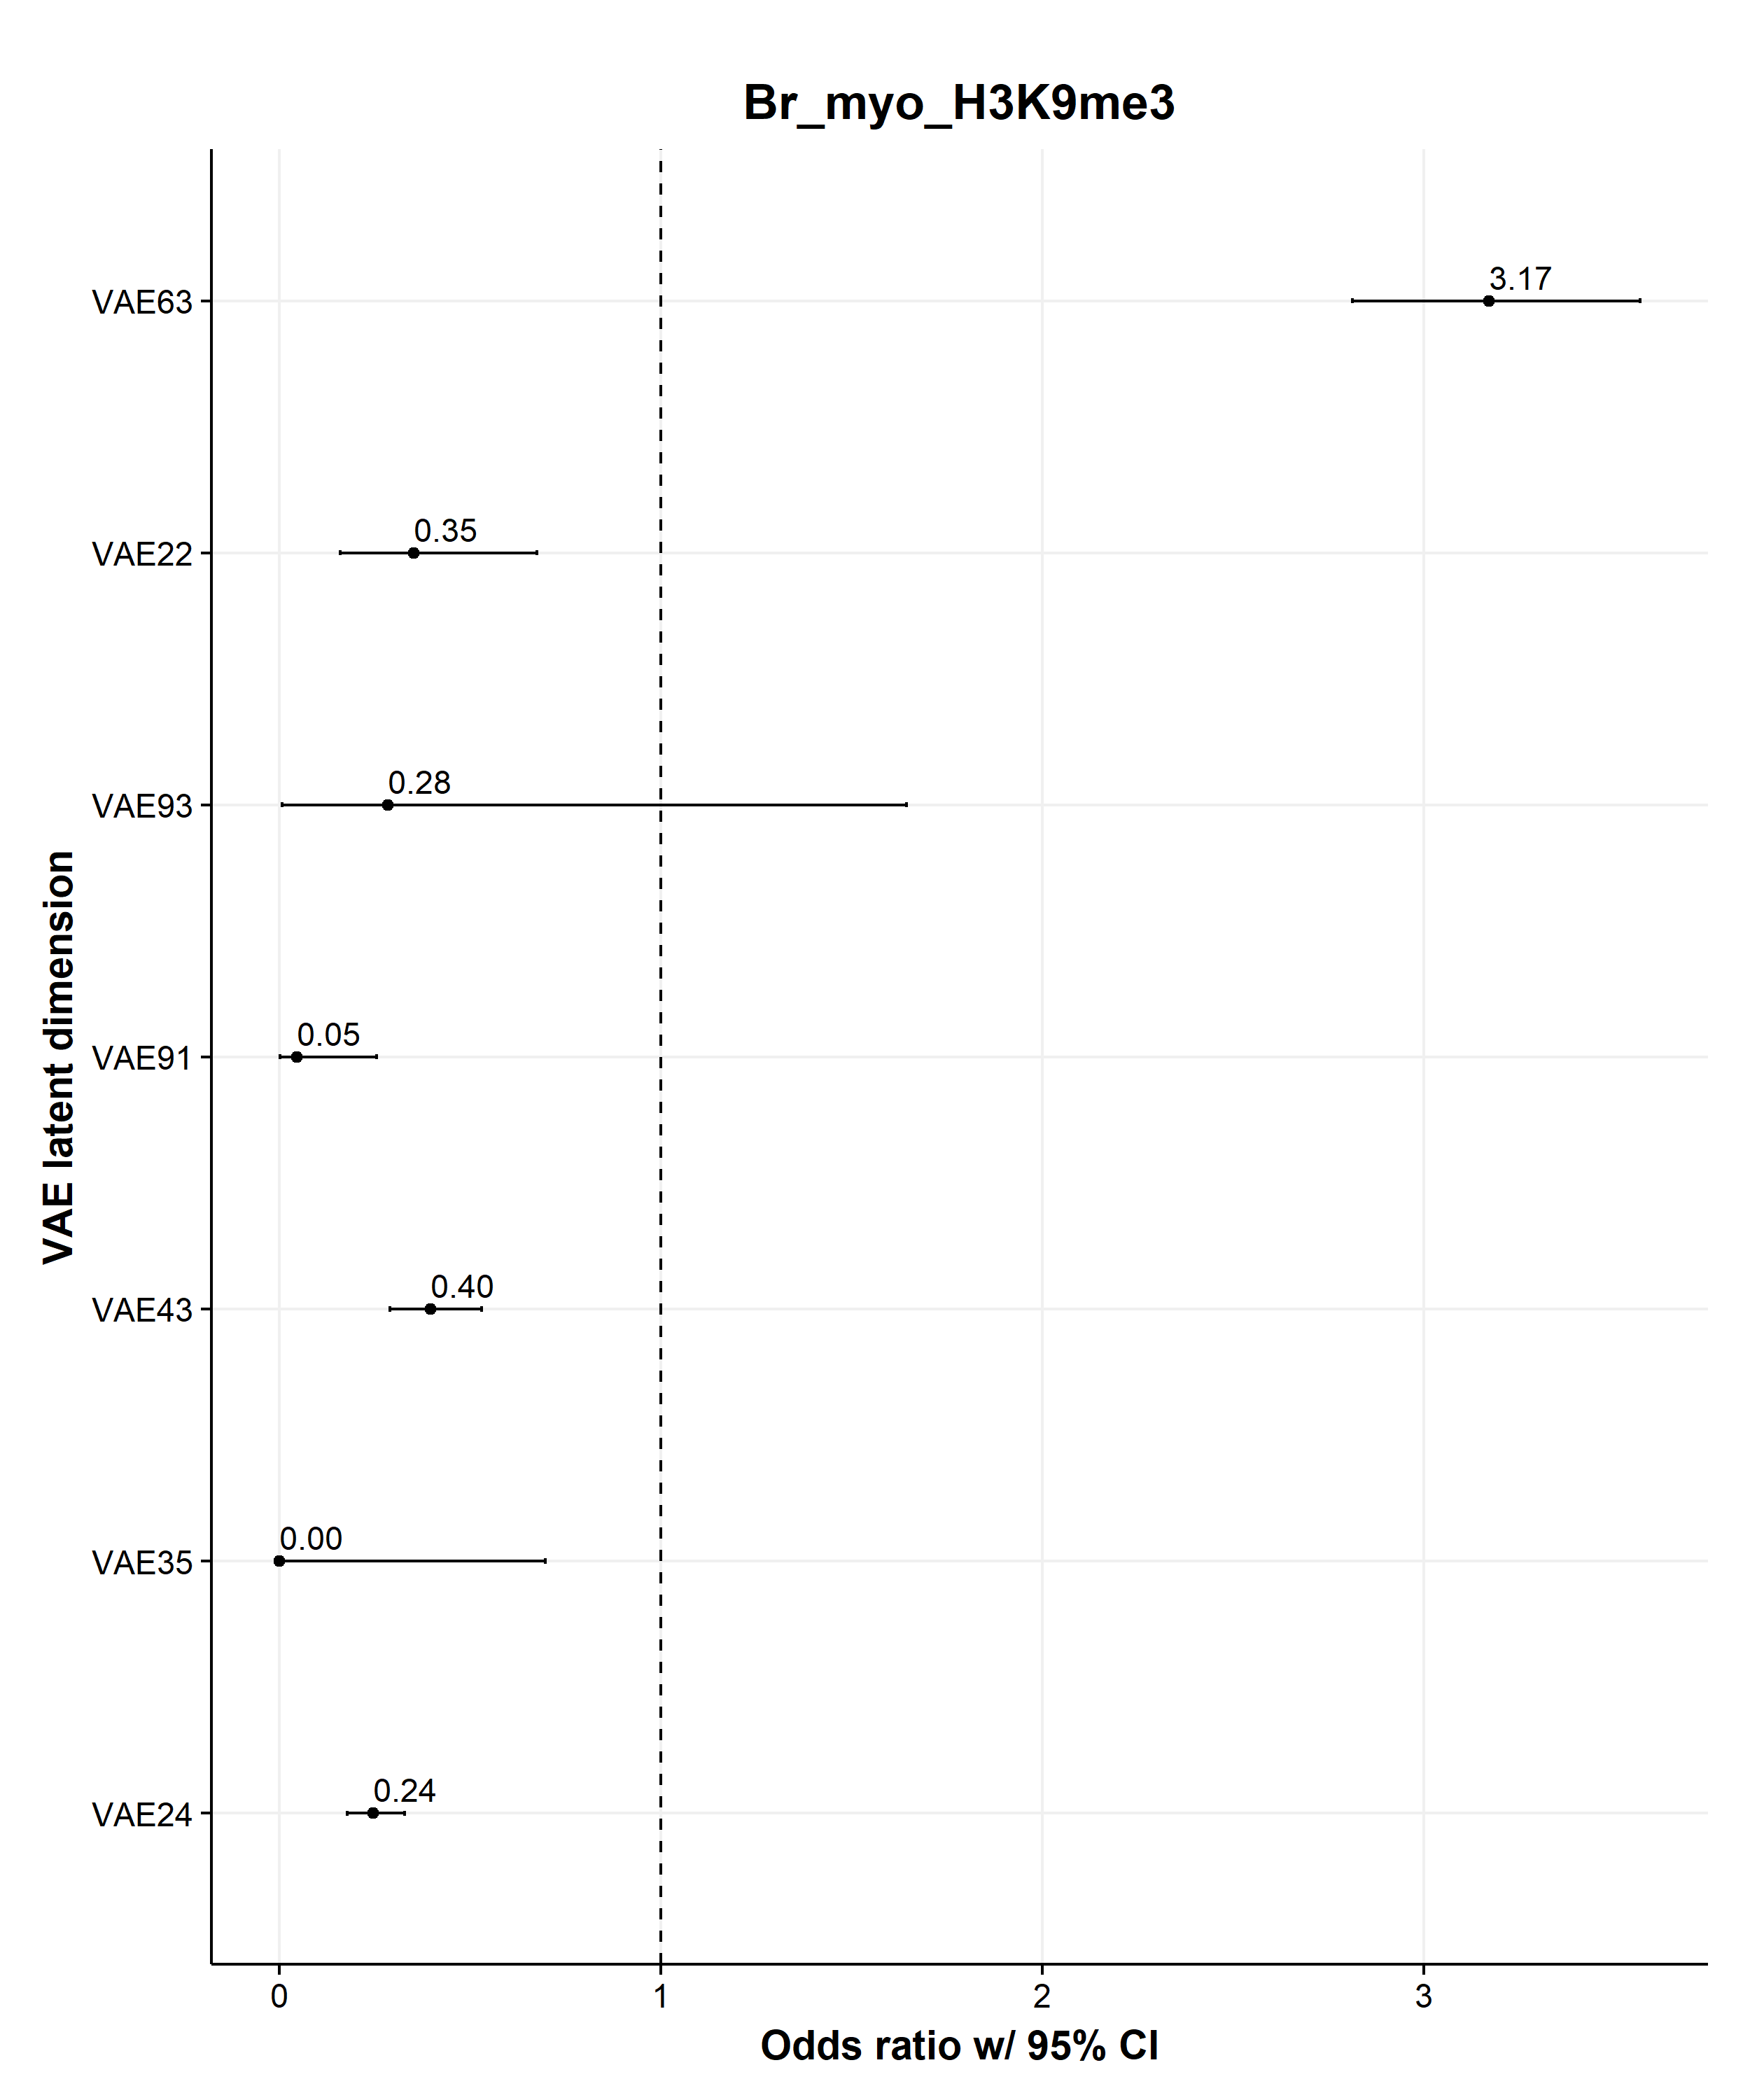 Br_myo_H3K9me3
VAE latent dimension
VAE63
3.17
VAE22
0.35
VAE93
0.28
VAE91
0.05
VAE43
0.40
VAE35
0.00
VAE24
0.24
0 1 2 3
Odds ratio w/ 95% CI